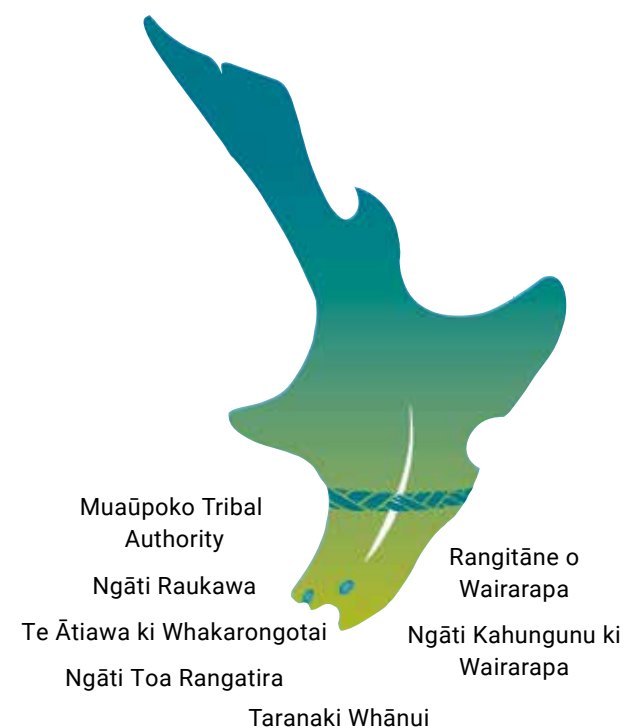 Muaūpoko Tribal
Authority
Ngāti Raukawa
Te Ātiawa ki Whakarongotai
Ngāti Toa Rangatira
Taranaki Whānui
Rangitāne o
Wairarapa
Ngāti Kahungunu ki
Wairarapa